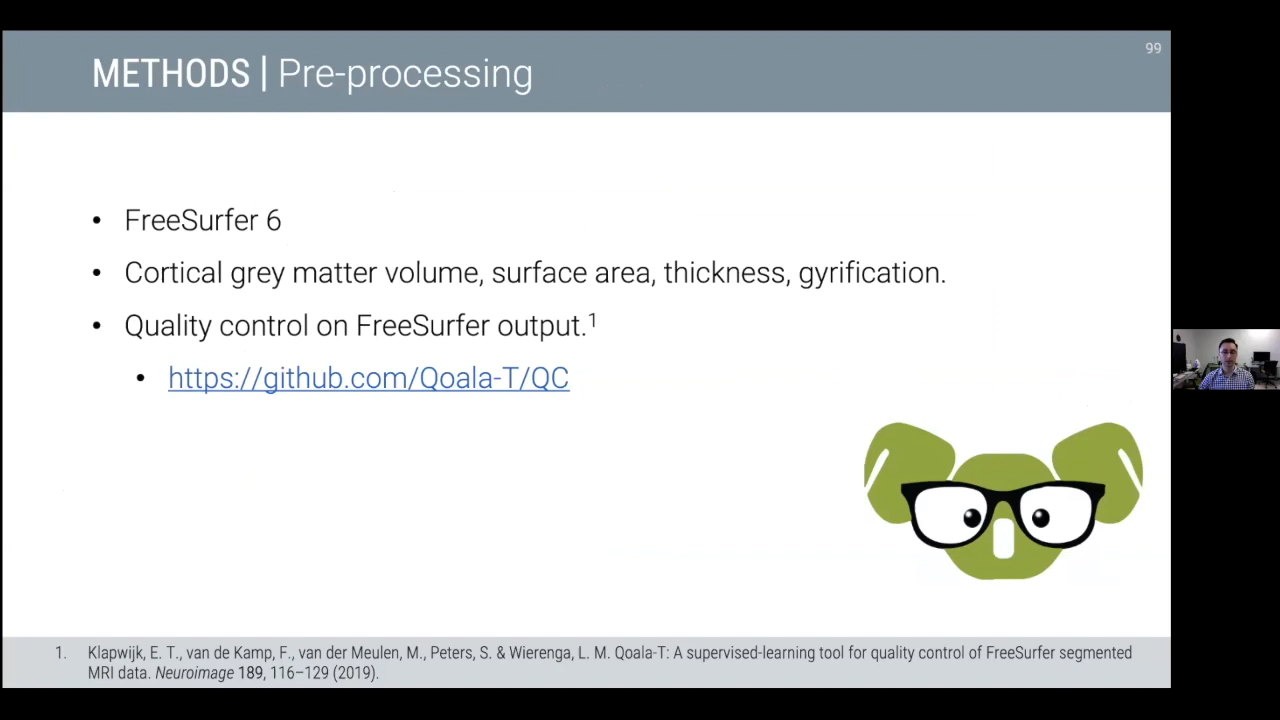 99
METHODS | Pre-processing
• FreeSurfer 6
• Cortical grey matter volume, surface area, thickness, gyrification.
• Quality control on FreeSurfer output.¹
• https://github.com/Qoala-T/QC
1. Klapwijk, E. T., van de Kamp, F., van der Meulen, M., Peters, S. & Wierenga, L. M. Qoala-T: A supervised-learning tool for quality control of FreeSurfer segmented
MRI data. Neuroimage 189, 116–129 (2019).